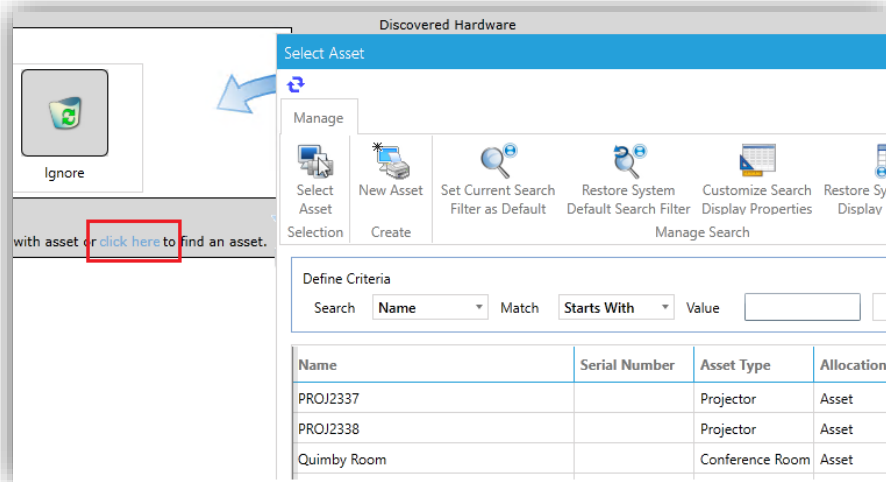 Discovered Hardware
Select Asset
Manage
Ignore
Select Asset
New Asset
Set Current Search Filter as Default
Restore System Default Search Filter
Customize Search Display Properties
Restore Display
Selection
Create
Manage Search
with asset or click here to find an asset.
Define Criteria
Search Name Match Starts With Value
Name Serial Number Asset Type Allocation
PROJ2337 Projector Asset
PROJ2338 Projector Asset
Quimby Room Conference Room Asset